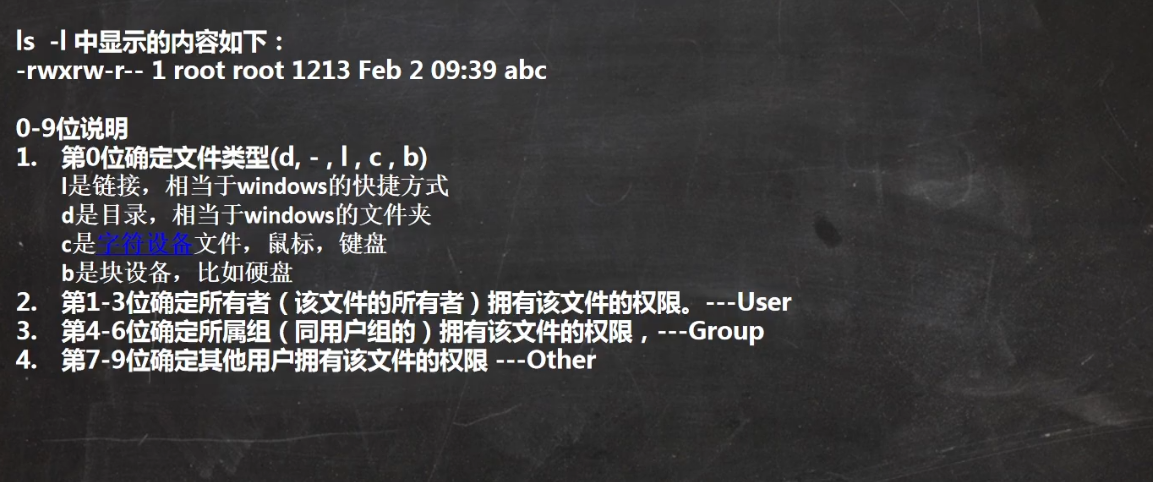 ls -l 中显示的内容如下：
-rwxrw-r-- 1 root root 1213 Feb 2 09:39 abc
0-9位说明
1. 第0位确定文件类型(d, - , l , c , b)
l是链接，相当于windows的快捷方式
d是目录，相当于windows的文件夹
c是字符设备文件，鼠标，键盘
b是块设备，比如硬盘
2. 第1-3位确定所有者（该文件的所有者）拥有该文件的权限。---User
3. 第4-6位确定所属组（同用户组的）拥有该文件的权限，---Group
4. 第7-9位确定其他用户拥有该文件的权限 ---Other